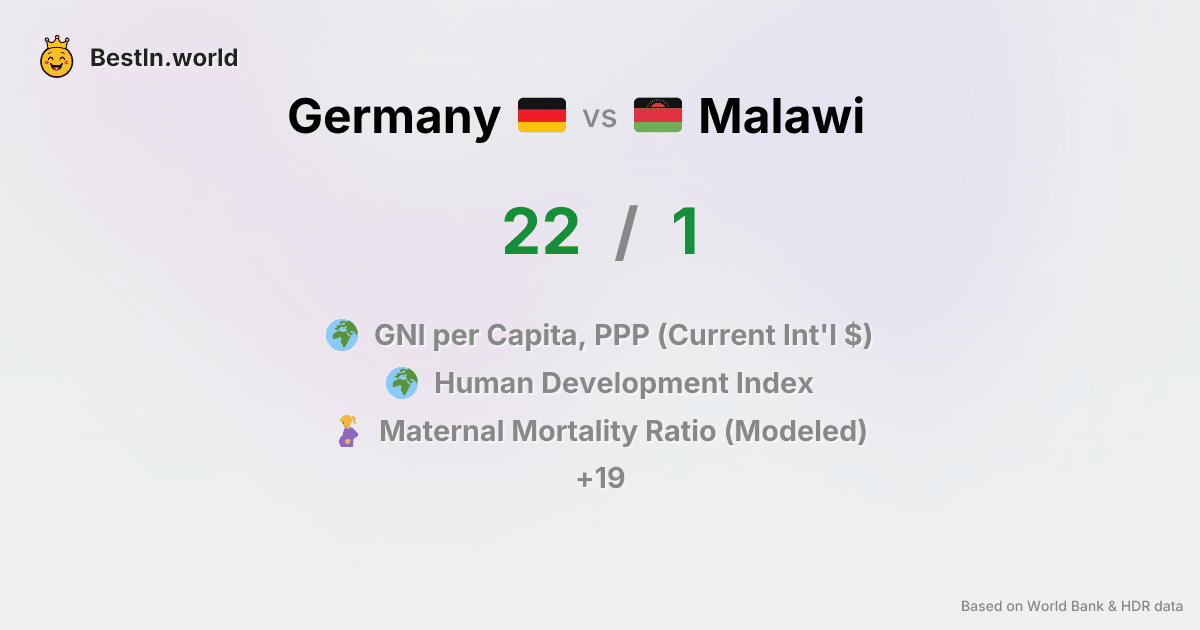 BestIn.world
Germany vs Malawi
22 / 1
GNI per Capita, PPP (Current Int'l $)
Human Development Index
Maternal Mortality Ratio (Modeled)
+19
Based on World Bank & HDR data